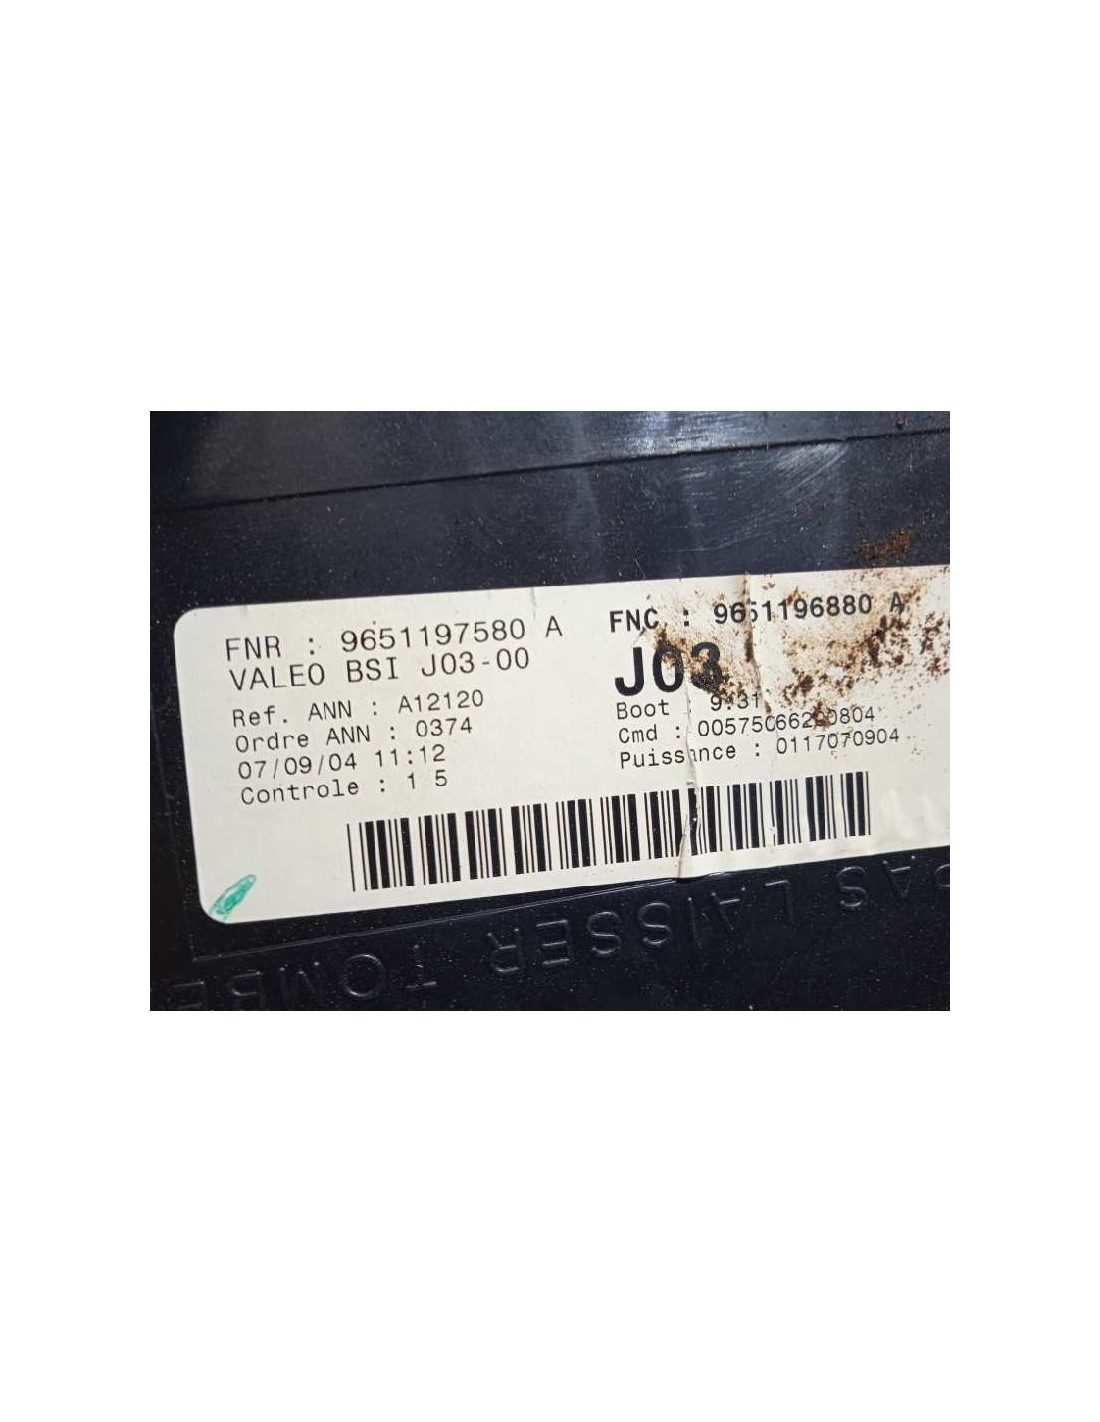 FNR : 9651197580 A
VALEO BSI J03-00
Ref. ANN : A12120
Ordre ANN : 0374
07/09/04 11:12
Controle : 1 5
FNC : 9651196880 A
J03
Boot 9.31
Cmd :
Puissance : 0117070904
PAS LAISSER TOMBE